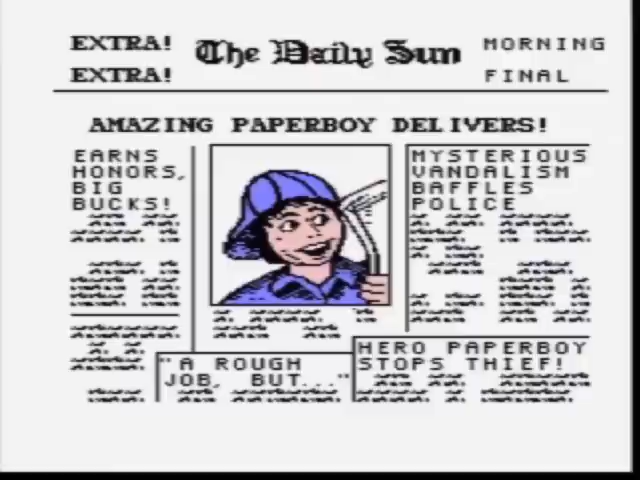 EXTRA! The Daily Sun MORNING
EXTRA! FINAL
AMAZING PAPERBOY DELIVERS!
EARNS
HONORS,
BIG
BUCKS!
MYSTERIOUS
VANDALISM
BAFFLES
POLICE
"A ROUGH
JOB, BUT..."
HERO PAPERBOY
STOPS THIEF!